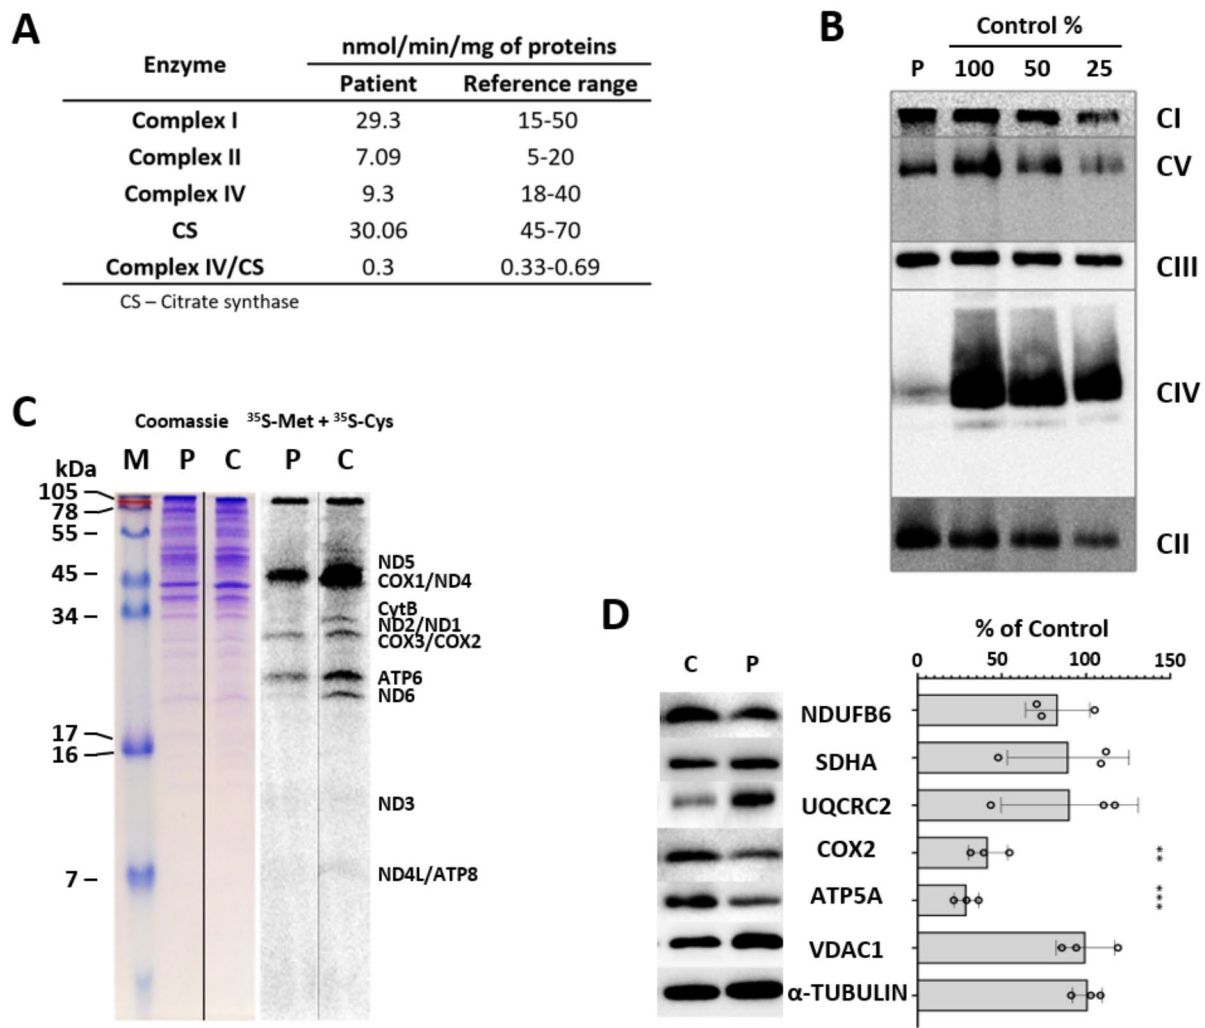 A
Enzyme
nmol/min/mg of proteins
Patient Reference range
Complex I 29.3 15-50
Complex II 7.09 5-20
Complex IV 9.3 18-40
CS 30.06 45-70
Complex IV/CS 0.3 0.33-0.69
CS – Citrate synthase
B
Control %
P 100 50 25
CI
CV
CIII
CIV
CII
C
Coomassie ³⁵S-Met + ³⁵S-Cys
kDa M P C P C
105
78
55
45
34
17
16
7
ND5
COX1/ND4
CytB
ND2/ND1
COX3/COX2
ATP6
ND6
ND3
ND4L/ATP8
D
% of Control
C P
0 50 100 150
NDUFB6
SDHA
UQCRC2
COX2 **
ATP5A ***
VDAC1
α-TUBULIN